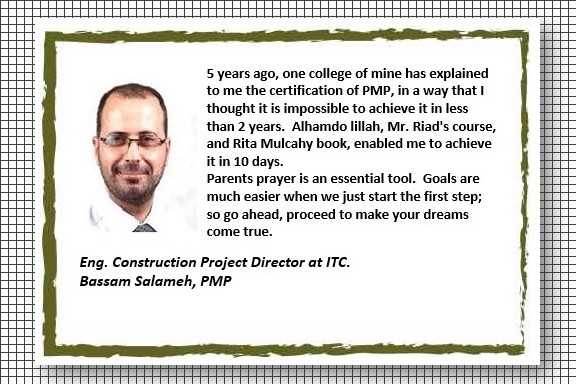 5 years ago, one college of mine has explained
to me the certification of PMP, in a way that I
thought it is impossible to achieve it in less
than 2 years.  Alhamdo lillah, Mr. Riad's course,
and Rita Mulcahy book, enabled me to achieve
it in 10 days.
Parents prayer is an essential tool.  Goals are
much easier when we just start the first step;
so go ahead, proceed to make your dreams
come true.
Eng. Construction Project Director at ITC.
Bassam Salameh, PMP